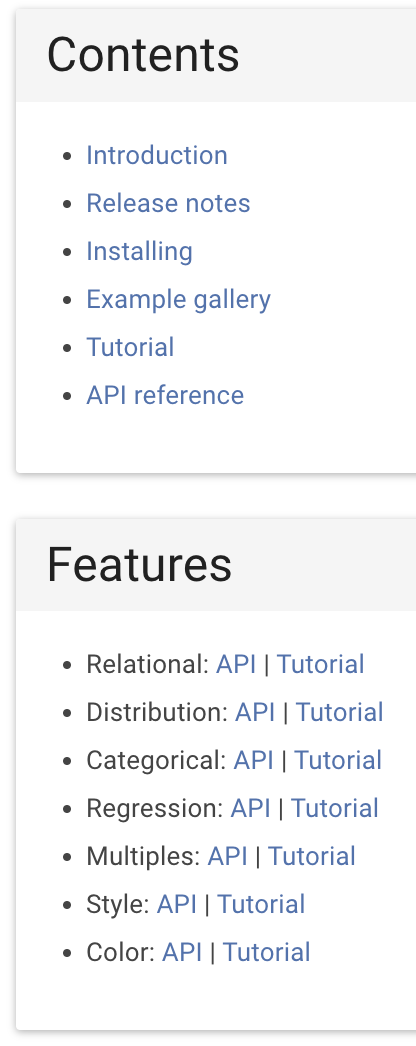 Contents
Introduction
Release notes
Installing
Example gallery
Tutorial
API reference
Features
Relational: API | Tutorial
Distribution: API | Tutorial
Categorical: API | Tutorial
Regression: API | Tutorial
Multiples: API | Tutorial
Style: API | Tutorial
Color: API | Tutorial